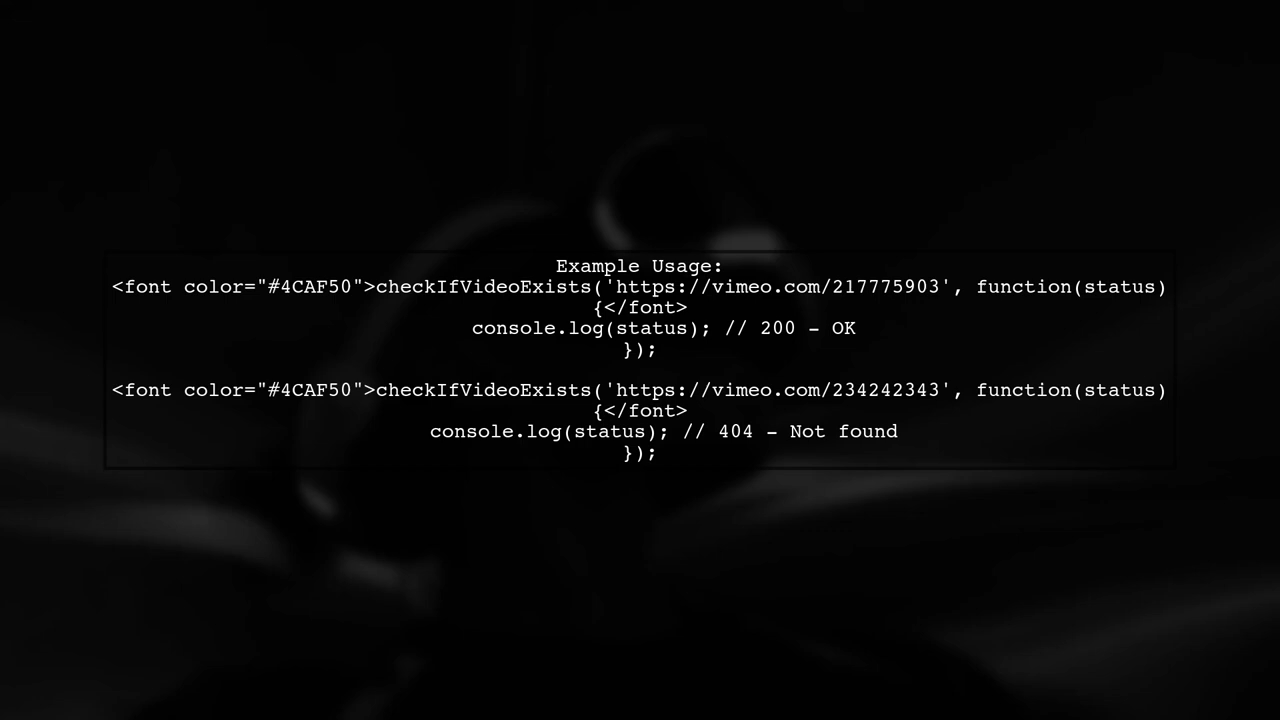 Example Usage:
<font color="#4CAF50">checkIfVideoExists('https://vimeo.com/217775903', function(status)
{</font>
console.log(status); // 200 – OK
});

<font color="#4CAF50">checkIfVideoExists('https://vimeo.com/234242343', function(status)
{</font>
console.log(status); // 404 – Not found
});